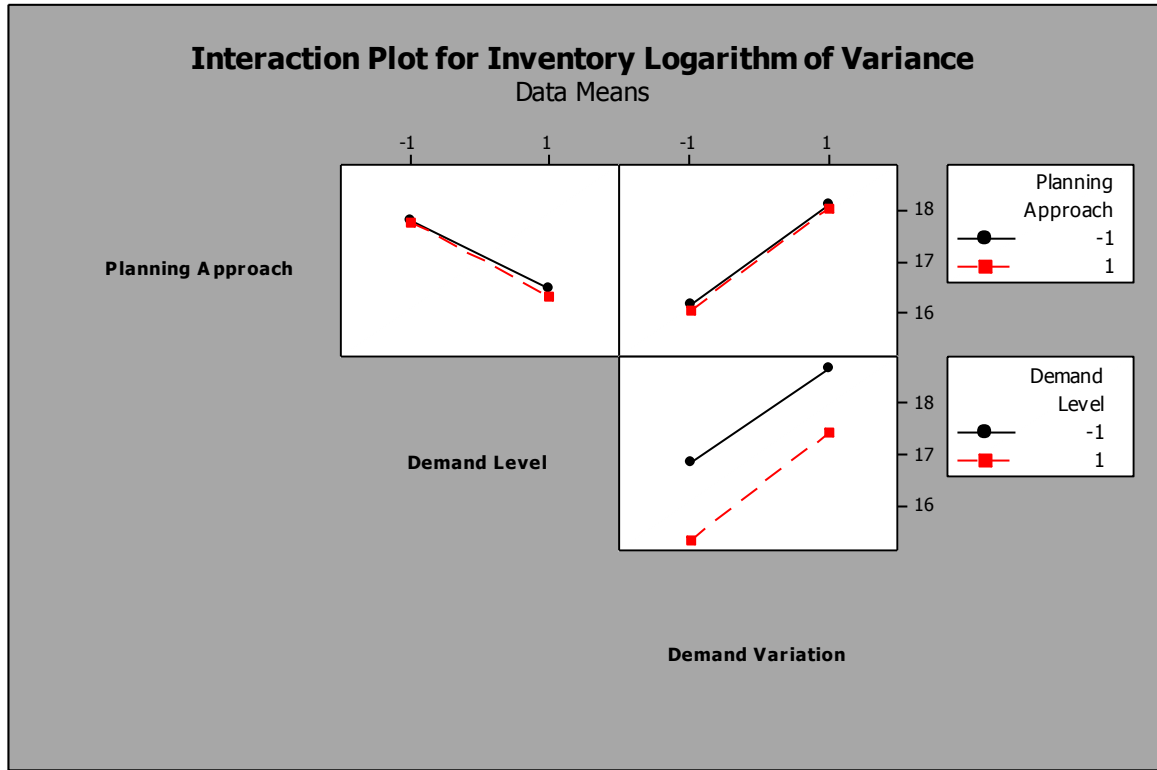 Interaction Plot for Inventory Logarithm of Variance
Data Means
-1 1 -1 1
Planning Approach
18
17
16
Planning
Approach
-1
1
Demand Level
18
17
16
Demand
Level
-1
1
Demand Variation